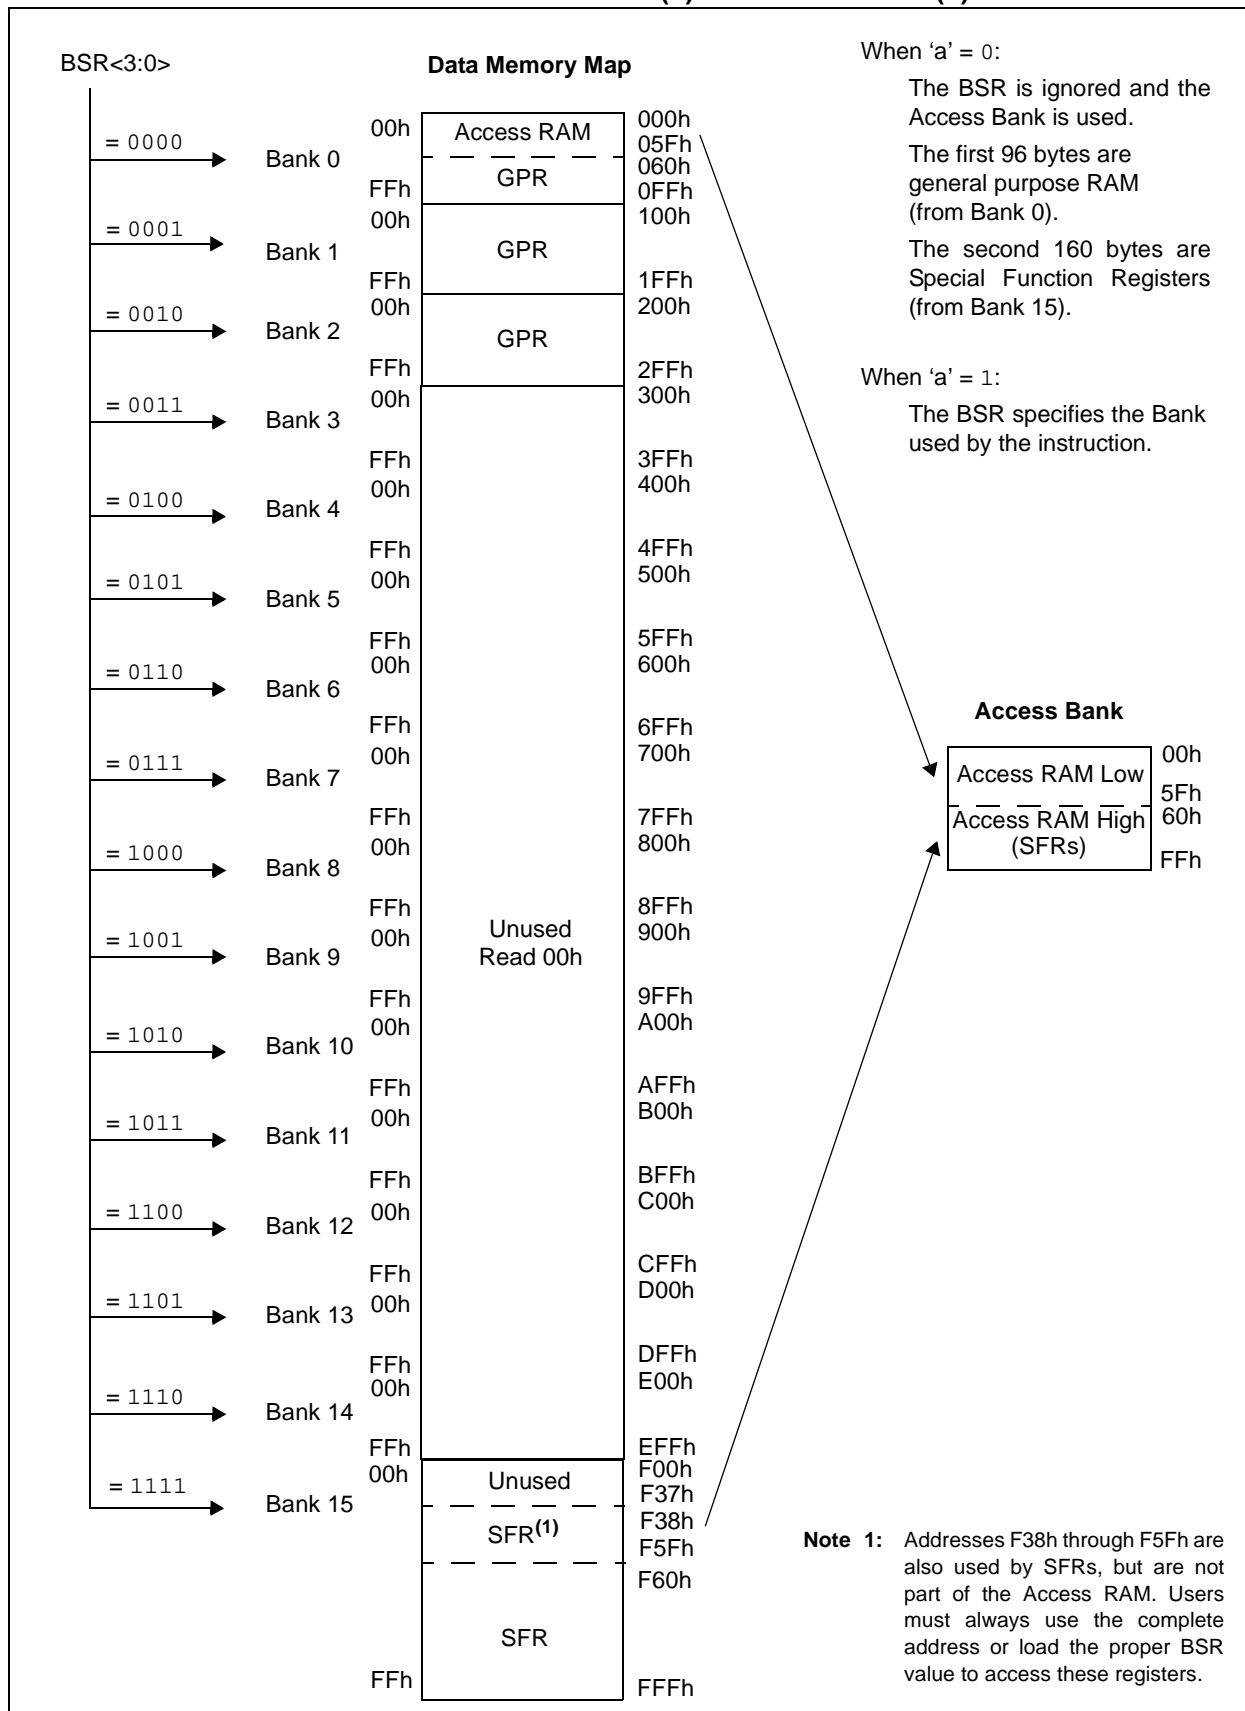 BSR<3:0>
Data Memory Map
= 0000
Bank 0
00h
Access RAM
000h
05Fh
060h
GPR
FFh
0FFh
= 0001
Bank 1
00h
100h
GPR
FFh
1FFh
= 0010
Bank 2
00h
200h
GPR
FFh
2FFh
= 0011
Bank 3
00h
300h
FFh
3FFh
= 0100
Bank 4
00h
400h
FFh
4FFh
= 0101
Bank 5
00h
500h
FFh
5FFh
= 0110
Bank 6
00h
600h
FFh
6FFh
= 0111
Bank 7
00h
700h
FFh
7FFh
= 1000
Bank 8
00h
800h
FFh
8FFh
= 1001
Bank 9
00h
900h
Unused
Read 00h
FFh
9FFh
= 1010
Bank 10
00h
A00h
FFh
AFFh
= 1011
Bank 11
00h
B00h
FFh
BFFh
= 1100
Bank 12
00h
C00h
FFh
CFFh
= 1101
Bank 13
00h
D00h
FFh
DFFh
= 1110
Bank 14
00h
E00h
FFh
EFFh
= 1111
Bank 15
00h
F00h
Unused
F37h
F38h
SFR(1)
F5Fh
F60h
SFR
FFh
FFFh
When ‘a’ = 0:
The BSR is ignored and the
Access Bank is used.
The first 96 bytes are
general purpose RAM
(from Bank 0).
The second 160 bytes are
Special Function Registers
(from Bank 15).
When ‘a’ = 1:
The BSR specifies the Bank
used by the instruction.
Access Bank
Access RAM Low
00h
5Fh
Access RAM High
(SFRs)
60h
FFh
Note 1: Addresses F38h through F5Fh are
also used by SFRs, but are not
part of the Access RAM. Users
must always use the complete
address or load the proper BSR
value to access these registers.